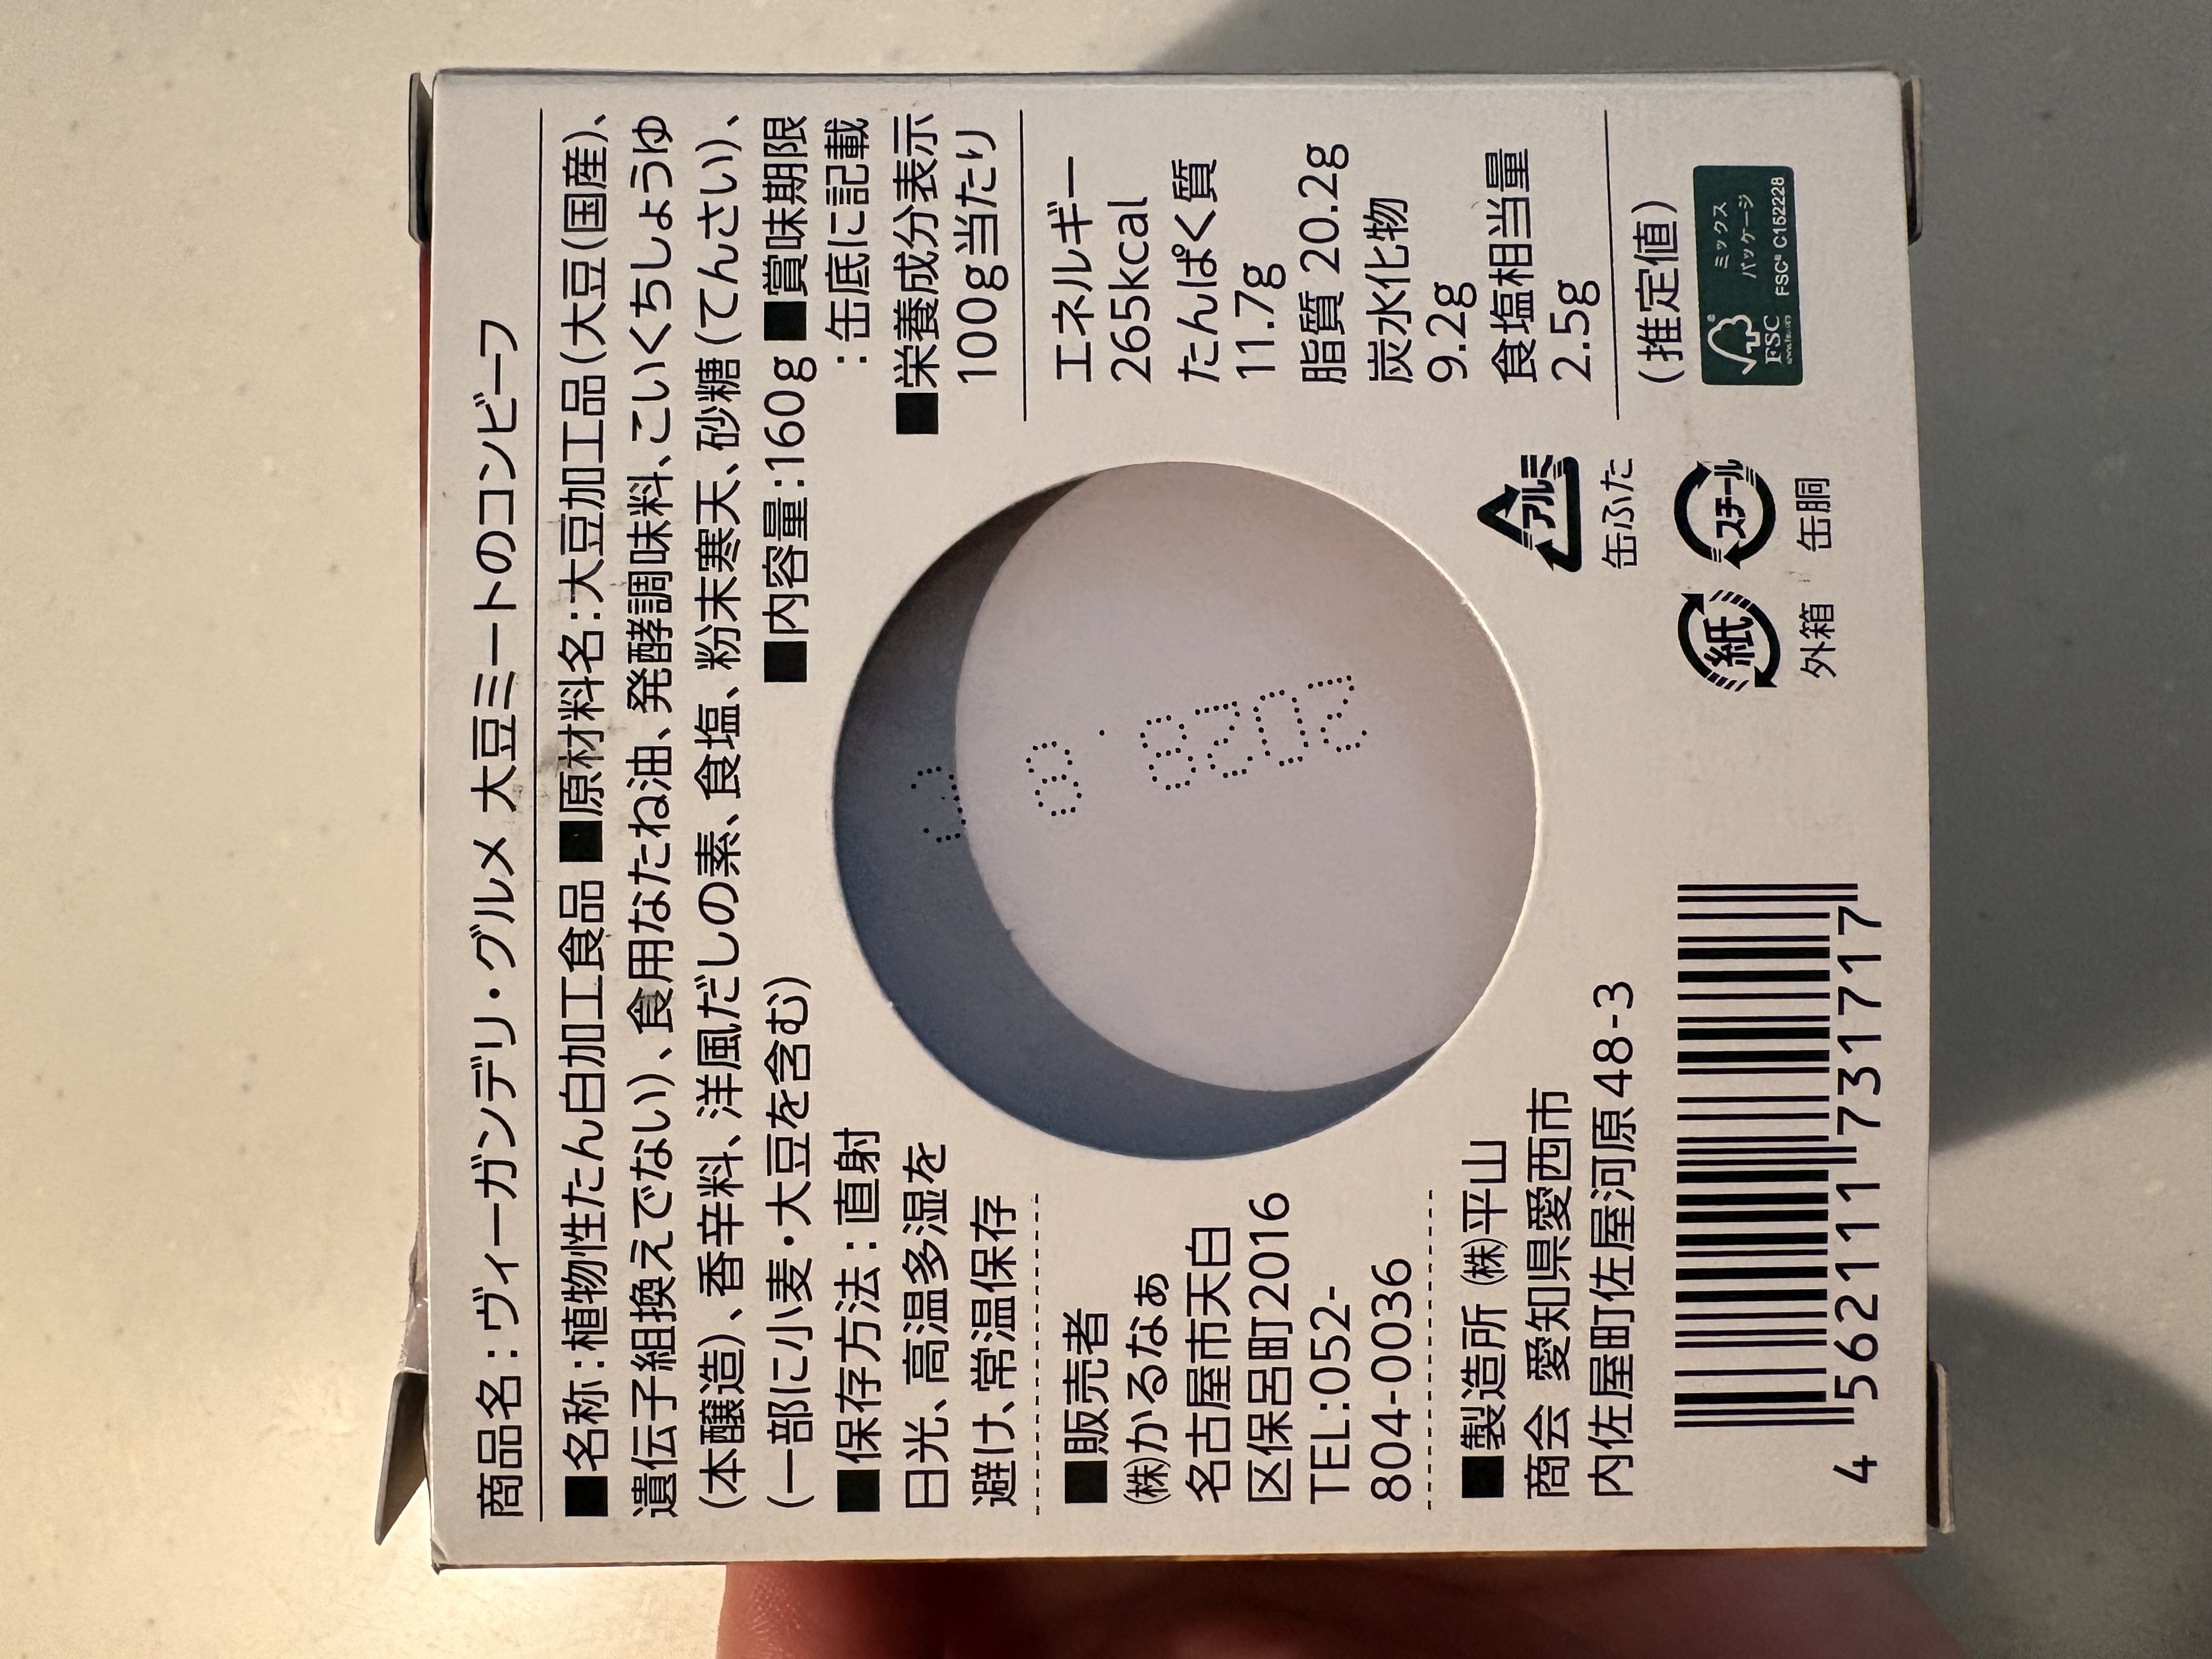 商品名：ヴィーガンデリ・グルメ 大豆ミートのコンビーフ
■名称:植物性たん白加工食品 ■原材料名:大豆加工品(大豆(国産)、
遺伝子組換えでない)、食用なたね油、発酵調味料、こいくちしょうゆ
(本醸造)、香辛料、洋風だしの素、食塩、粉末寒天、砂糖(てんさい)、
(一部に小麦・大豆を含む)
■内容量:160g
■賞味期限
：缶底に記載
■保存方法：直射
日光、高温多湿を
避け、常温保存
■販売者
㈱かるなぁ
名古屋市天白
区保呂町2016
TEL:052-
804-0036
■製造所 ㈱平山
商会 愛知県愛西市
内佐屋町佐屋河原48-3
4 562111 731717
2028.
■栄養成分表示
100g当たり
エネルギー
265kcal
たんぱく質
11.7g
脂質 20.2g
炭水化物
9.2g
食塩相当量
2.5g
(推定値)
アルミ
缶ふた
紙
外箱
スチール
缶胴
FSC
ミックス
パッケージ
FSC® C152228